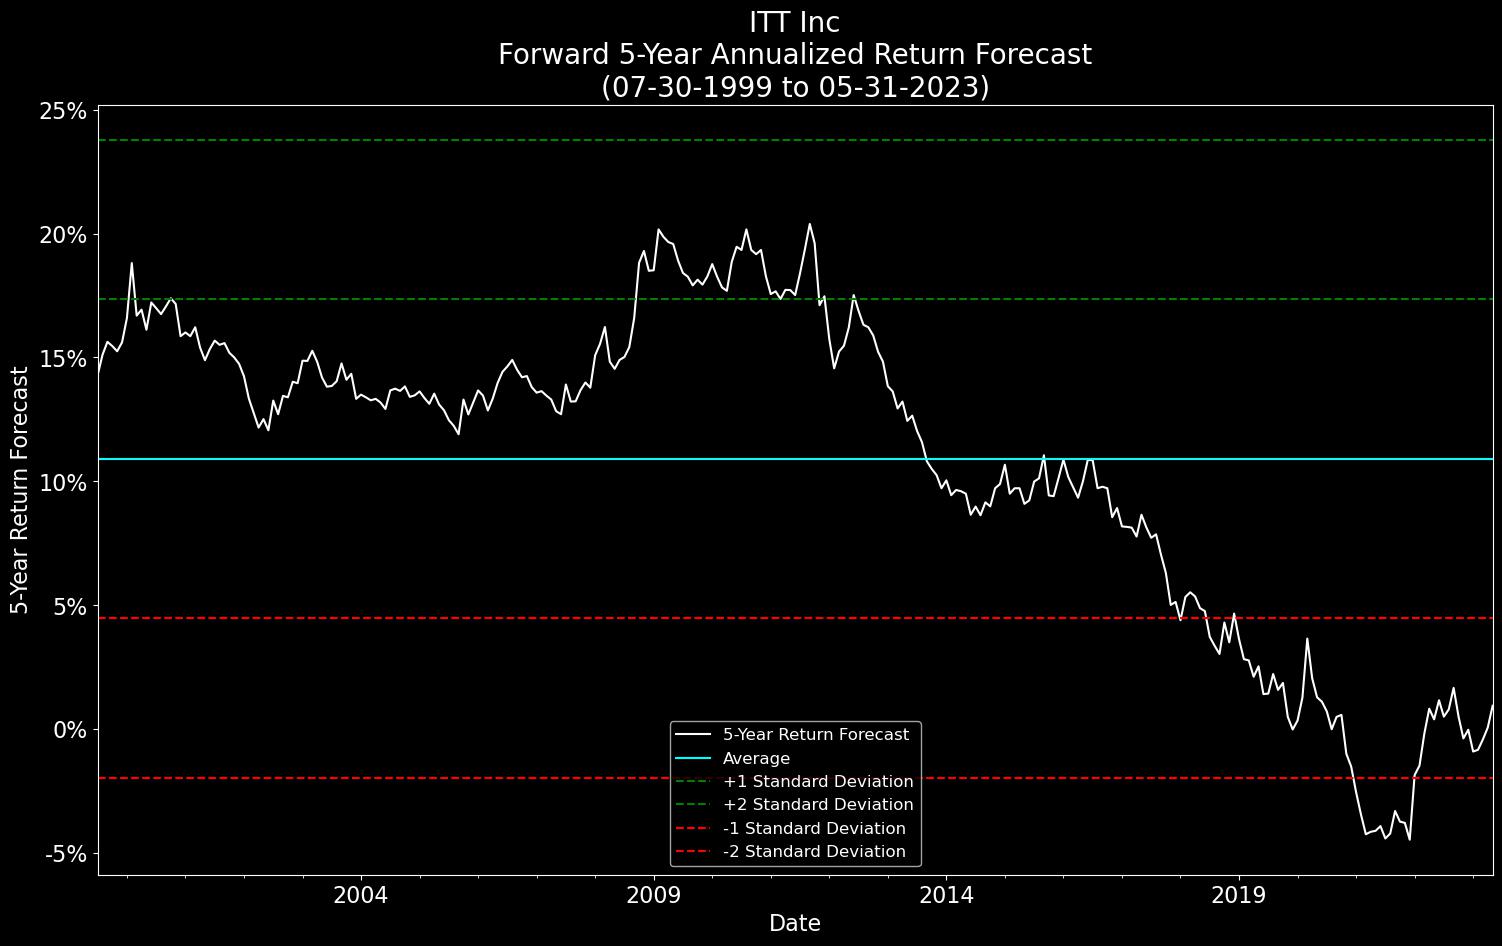 ITT Inc
Forward 5-Year Annualized Return Forecast
(07-30-1999 to 05-31-2023)
25%
20%
15%
10%
5%
0%
-5%
5-Year Return Forecast
5-Year Return Forecast
Average
+1 Standard Deviation
+2 Standard Deviation
-1 Standard Deviation
-2 Standard Deviation
2004
2009
2014
2019
Date